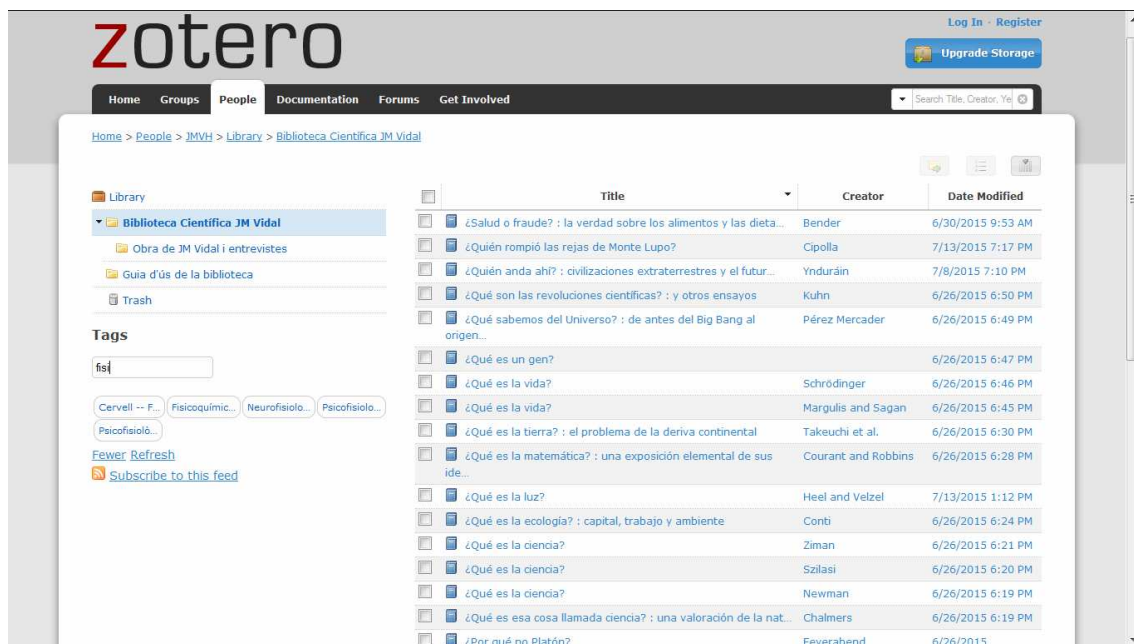 zotero
Log In · Register
Upgrade Storage
Home Groups People Documentation Forums Get Involved
Search Title, Creator, Ye
Home > People > JMVH > Library > Biblioteca Científica JM Vidal
Library
Biblioteca Científica JM Vidal
Obra de JM Vidal i entrevistes
Guia d'ús de la biblioteca
Trash
Tags
fisi
Cervell -- F... Fisicoquímic... Neurofisiolo... Psicofisiolo...
Psicofisioló...
Fewer Refresh
Subscribe to this feed
Title Creator Date Modified
¿Salud o fraude? : la verdad sobre los alimentos y las dieta... Bender 6/30/2015 9:53 AM
¿Quién rompió las rejas de Monte Lupo? Cipolla 7/13/2015 7:17 PM
¿Quién anda ahí? : civilizaciones extraterrestres y el futur... Ynduráin 7/8/2015 7:10 PM
¿Qué son las revoluciones científicas? : y otros ensayos Kuhn 6/26/2015 6:50 PM
¿Qué sabemos del Universo? : de antes del Big Bang al Pérez Mercader 6/26/2015 6:49 PM
origen...
¿Qué es un gen? 6/26/2015 6:47 PM
¿Qué es la vida? Schrödinger 6/26/2015 6:46 PM
¿Qué es la vida? Margulis and Sagan 6/26/2015 6:45 PM
¿Qué es la tierra? : el problema de la deriva continental Takeuchi et al. 6/26/2015 6:30 PM
¿Qué es la matemática? : una exposición elemental de sus Courant and Robbins 6/26/2015 6:28 PM
ide...
¿Qué es la luz? Heel and Velzel 7/13/2015 1:12 PM
¿Qué es la ecología? : capital, trabajo y ambiente Conti 6/26/2015 6:24 PM
¿Qué es la ciencia? Ziman 6/26/2015 6:21 PM
¿Qué es la ciencia? Szilasi 6/26/2015 6:20 PM
¿Qué es la ciencia? Newman 6/26/2015 6:19 PM
¿Qué es esa cosa llamada ciencia? : una valoración de la nat... Chalmers 6/26/2015 6:19 PM
¿Por qué no Platón? Feyerabend 6/26/2015